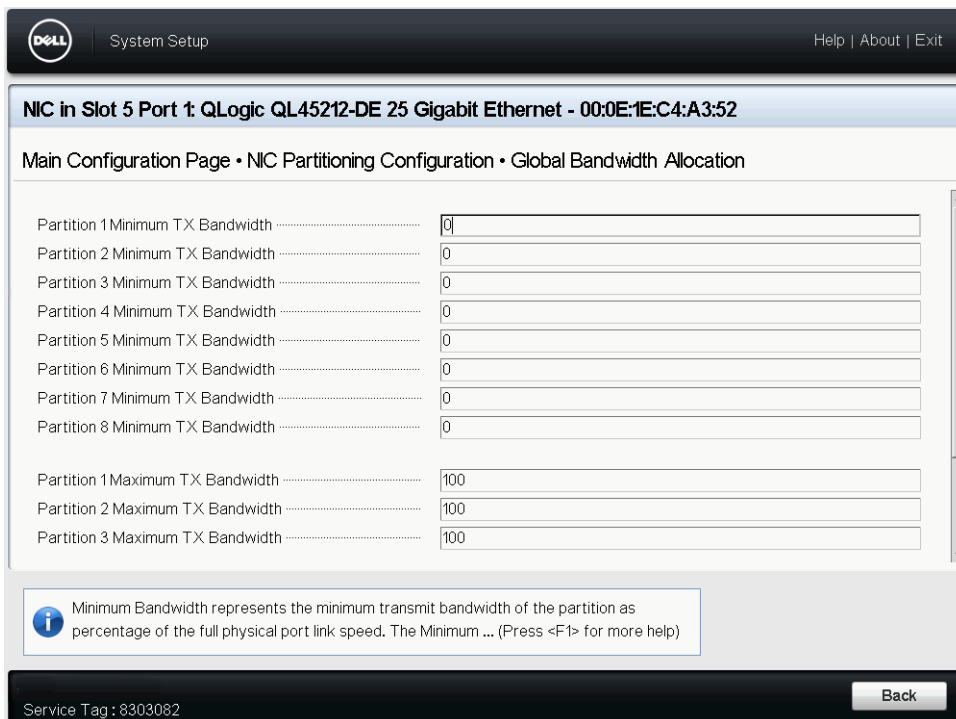 DELL
System Setup
Help | About | Exit
NIC in Slot 5 Port 1: QLogic QL45212-DE 25 Gigabit Ethernet - 00:0E:1E:C4:A3:52
Main Configuration Page • NIC Partitioning Configuration • Global Bandwidth Allocation
Partition 1 Minimum TX Bandwidth 0
Partition 2 Minimum TX Bandwidth 0
Partition 3 Minimum TX Bandwidth 0
Partition 4 Minimum TX Bandwidth 0
Partition 5 Minimum TX Bandwidth 0
Partition 6 Minimum TX Bandwidth 0
Partition 7 Minimum TX Bandwidth 0
Partition 8 Minimum TX Bandwidth 0
Partition 1 Maximum TX Bandwidth 100
Partition 2 Maximum TX Bandwidth 100
Partition 3 Maximum TX Bandwidth 100
Minimum Bandwidth represents the minimum transmit bandwidth of the partition as
percentage of the full physical port link speed. The Minimum ... (Press <F1> for more help)
Back
Service Tag : 8303082